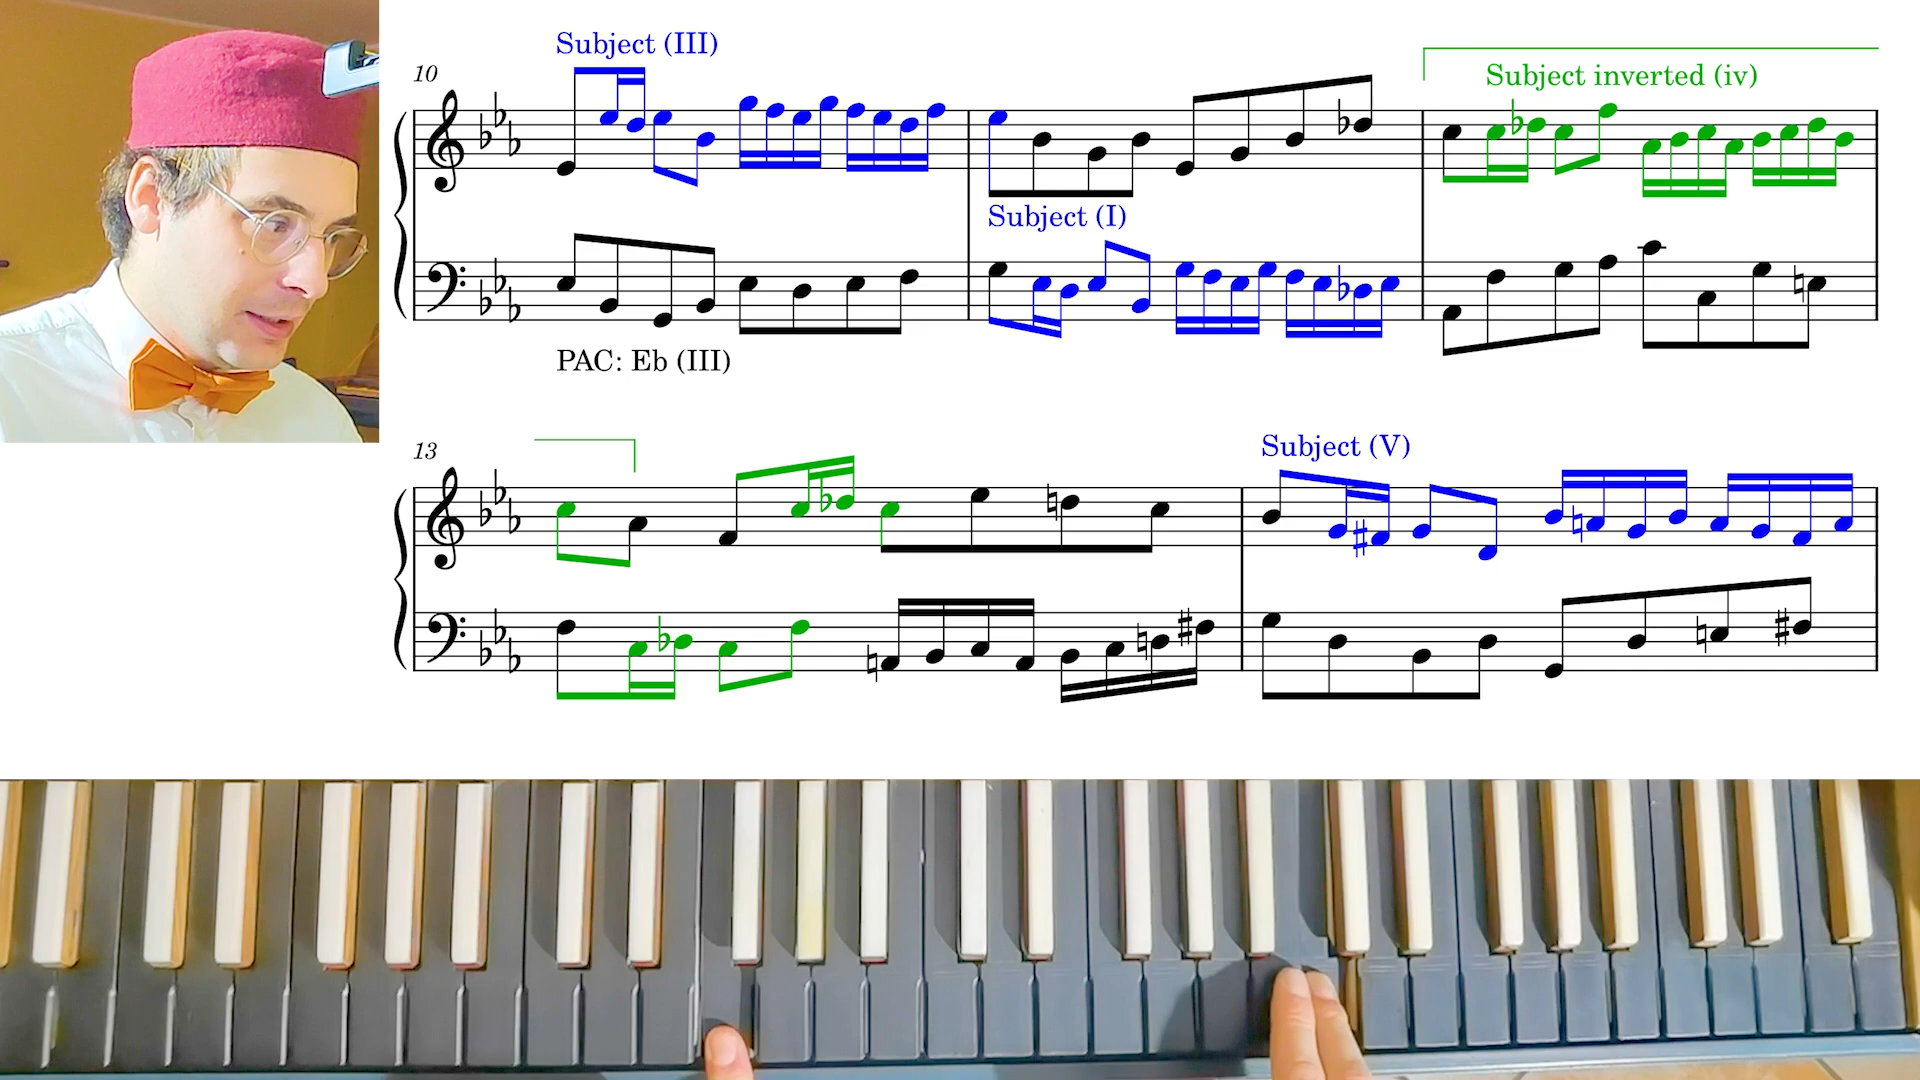 Subject (III)
10
Subject inverted (iv)
Subject (I)
PAC: Eb (III)
13
Subject (V)